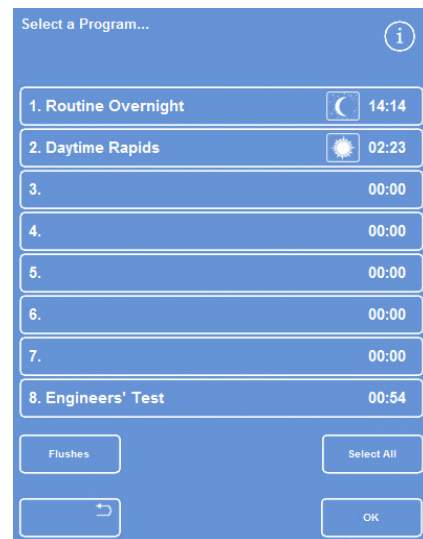 Select a Program...
i
1. Routine Overnight 14:14
2. Daytime Rapids 02:23
3. 00:00
4. 00:00
5. 00:00
6. 00:00
7. 00:00
8. Engineers' Test 00:54
Flushes Select All
OK